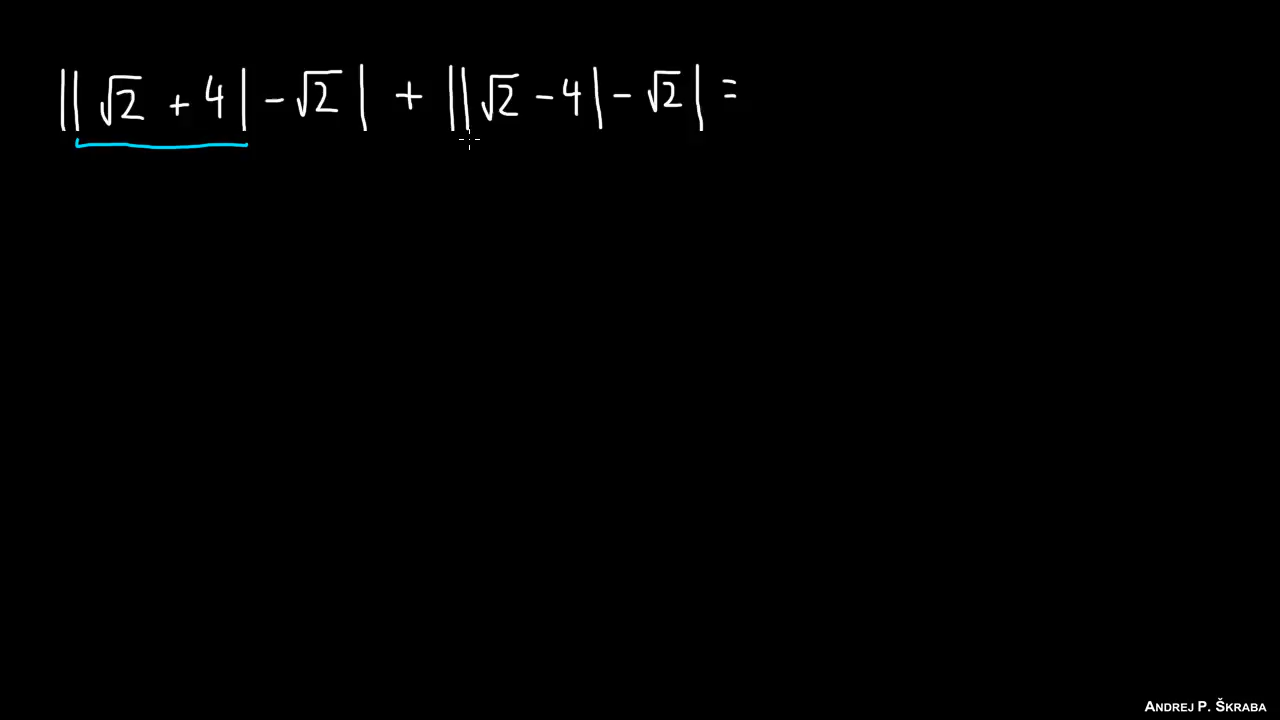 ||√2 + 4| - √2| + ||√2 - 4| - √2| =
ANDREJ P. ŠKRABA